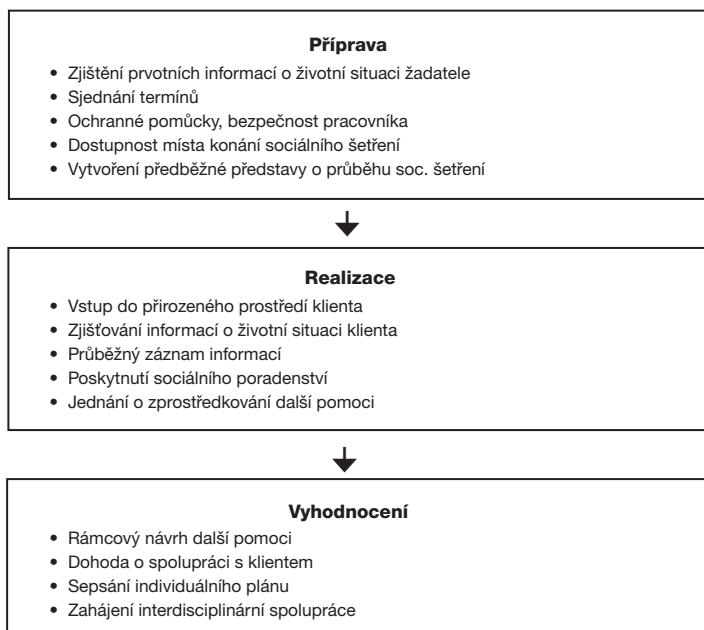 Příprava
• Zjištění prvotních informací o životní situaci žadatele
• Sjednání termínů
• Ochranné pomůcky, bezpečnost pracovníka
• Dostupnost místa konání sociálního šetření
• Vytvoření předběžné představy o průběhu soc. šetření
Realizace
• Vstup do přirozeného prostředí klienta
• Zjišťování informací o životní situaci klienta
• Průběžný záznam informací
• Poskytnutí sociálního poradenství
• Jednání o zprostředkování další pomoci
Vyhodnocení
• Rámcový návrh další pomoci
• Dohoda o spolupráci s klientem
• Sepsání individuálního plánu
• Zahájení interdisciplinární spolupráce